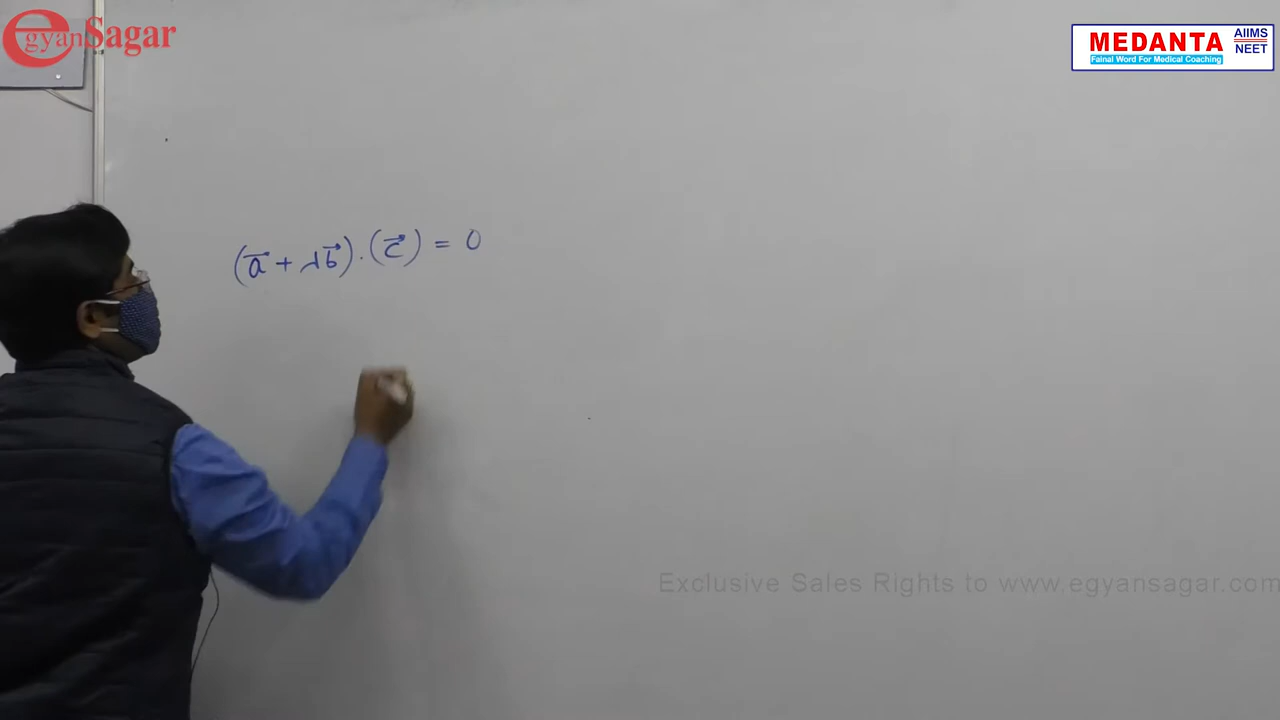 egyanSagar
MEDANTA
AIIMS
NEET
Fainal Word For Medical Coaching
(a⃗ + λb⃗) . (c⃗) = 0
Exclusive Sales Rights to www.egyansagar.com